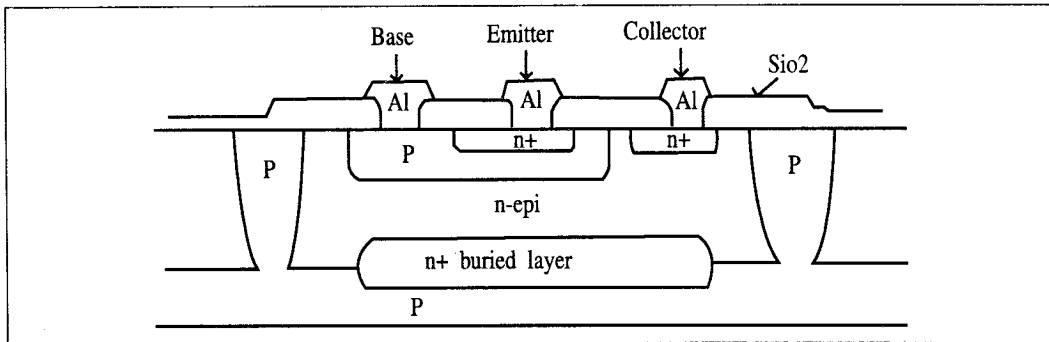 Base Emitter Collector
Sio2
Al Al Al
P P n+ n+ P
n-epi
n+ buried layer
P